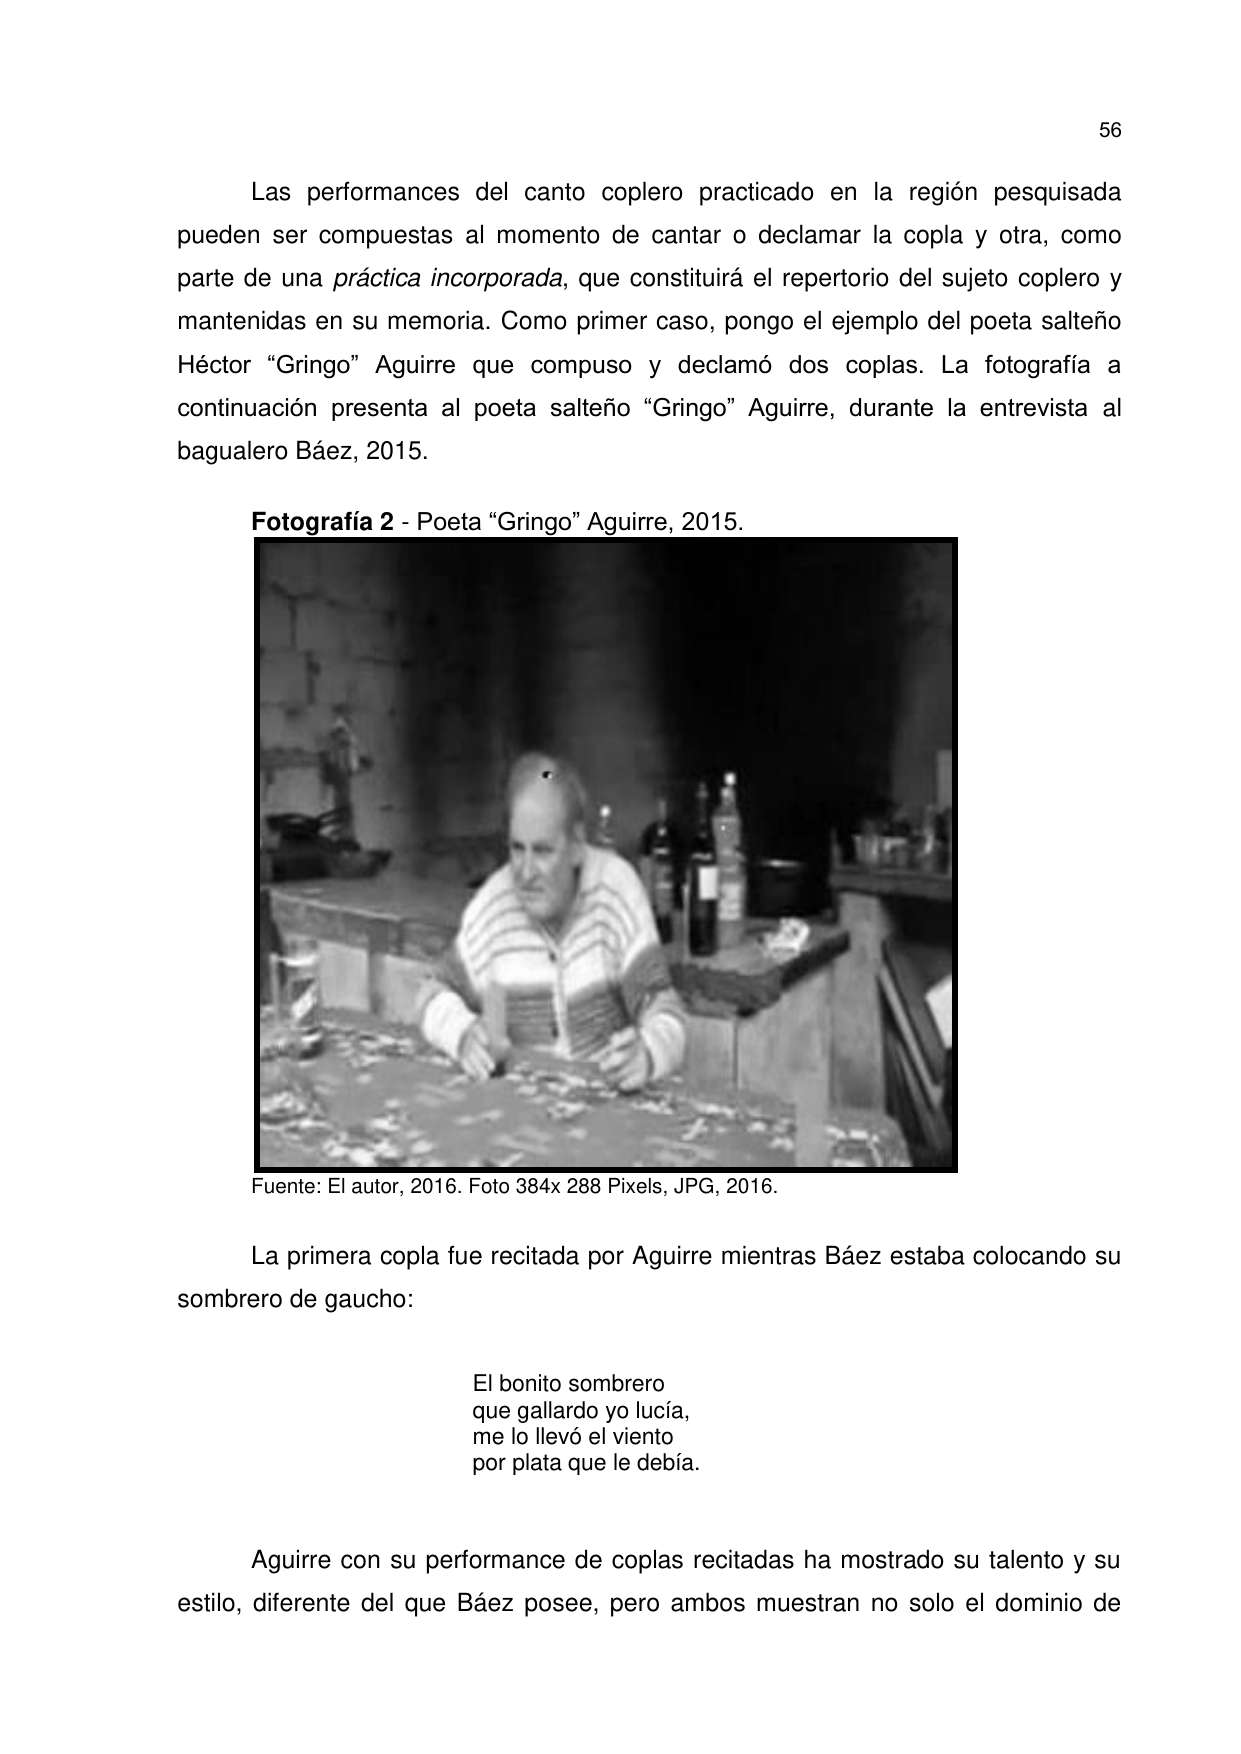 56
Las performances del canto coplero practicado en la región pesquisada
pueden ser compuestas al momento de cantar o declamar la copla y otra, como
parte de una práctica incorporada, que constituirá el repertorio del sujeto coplero y
mantenidas en su memoria. Como primer caso, pongo el ejemplo del poeta salteño
Héctor “Gringo” Aguirre que compuso y declamó dos coplas. La fotografía a
continuación presenta al poeta salteño “Gringo” Aguirre, durante la entrevista al
bagualero Báez, 2015.
Fotografía 2 - Poeta “Gringo” Aguirre, 2015.
Fuente: El autor, 2016. Foto 384x 288 Pixels, JPG, 2016.
La primera copla fue recitada por Aguirre mientras Báez estaba colocando su
sombrero de gaucho:
El bonito sombrero
que gallardo yo lucía,
me lo llevó el viento
por plata que le debía.
Aguirre con su performance de coplas recitadas ha mostrado su talento y su
estilo, diferente del que Báez posee, pero ambos muestran no solo el dominio de